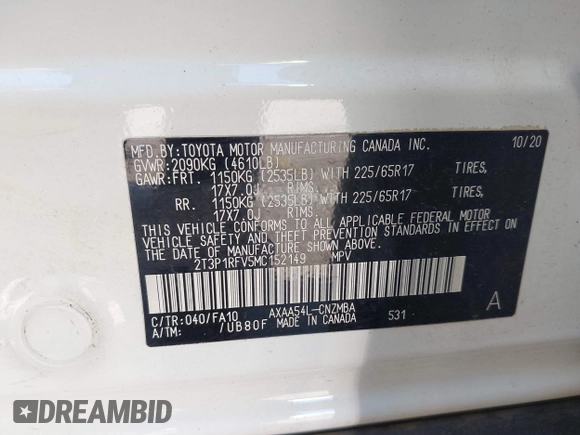 MFD. BY: TOYOTA MOTOR MANUFACTURING CANADA INC. 10/20
GVWR: 2090KG (4610LB)
GAWR: FRT. 1150KG (2535LB) WITH 225/65R17 TIRES,
17X7.0J RIMS.
RR. 1150KG (2535LB) WITH 225/65R17 TIRES,
17X7.0J RIMS.
THIS VEHICLE CONFORMS TO ALL APPLICABLE FEDERAL MOTOR
VEHICLE SAFETY AND THEFT PREVENTION STANDARDS IN EFFECT ON
THE DATE OF MANUFACTURE SHOWN ABOVE.
2T3P1RFV5MC152149 MPV
C/TR: 040/FA10 AXAA54L-CNZMBA 531 A
A/TM: /UB80F MADE IN CANADA
DREAMBID